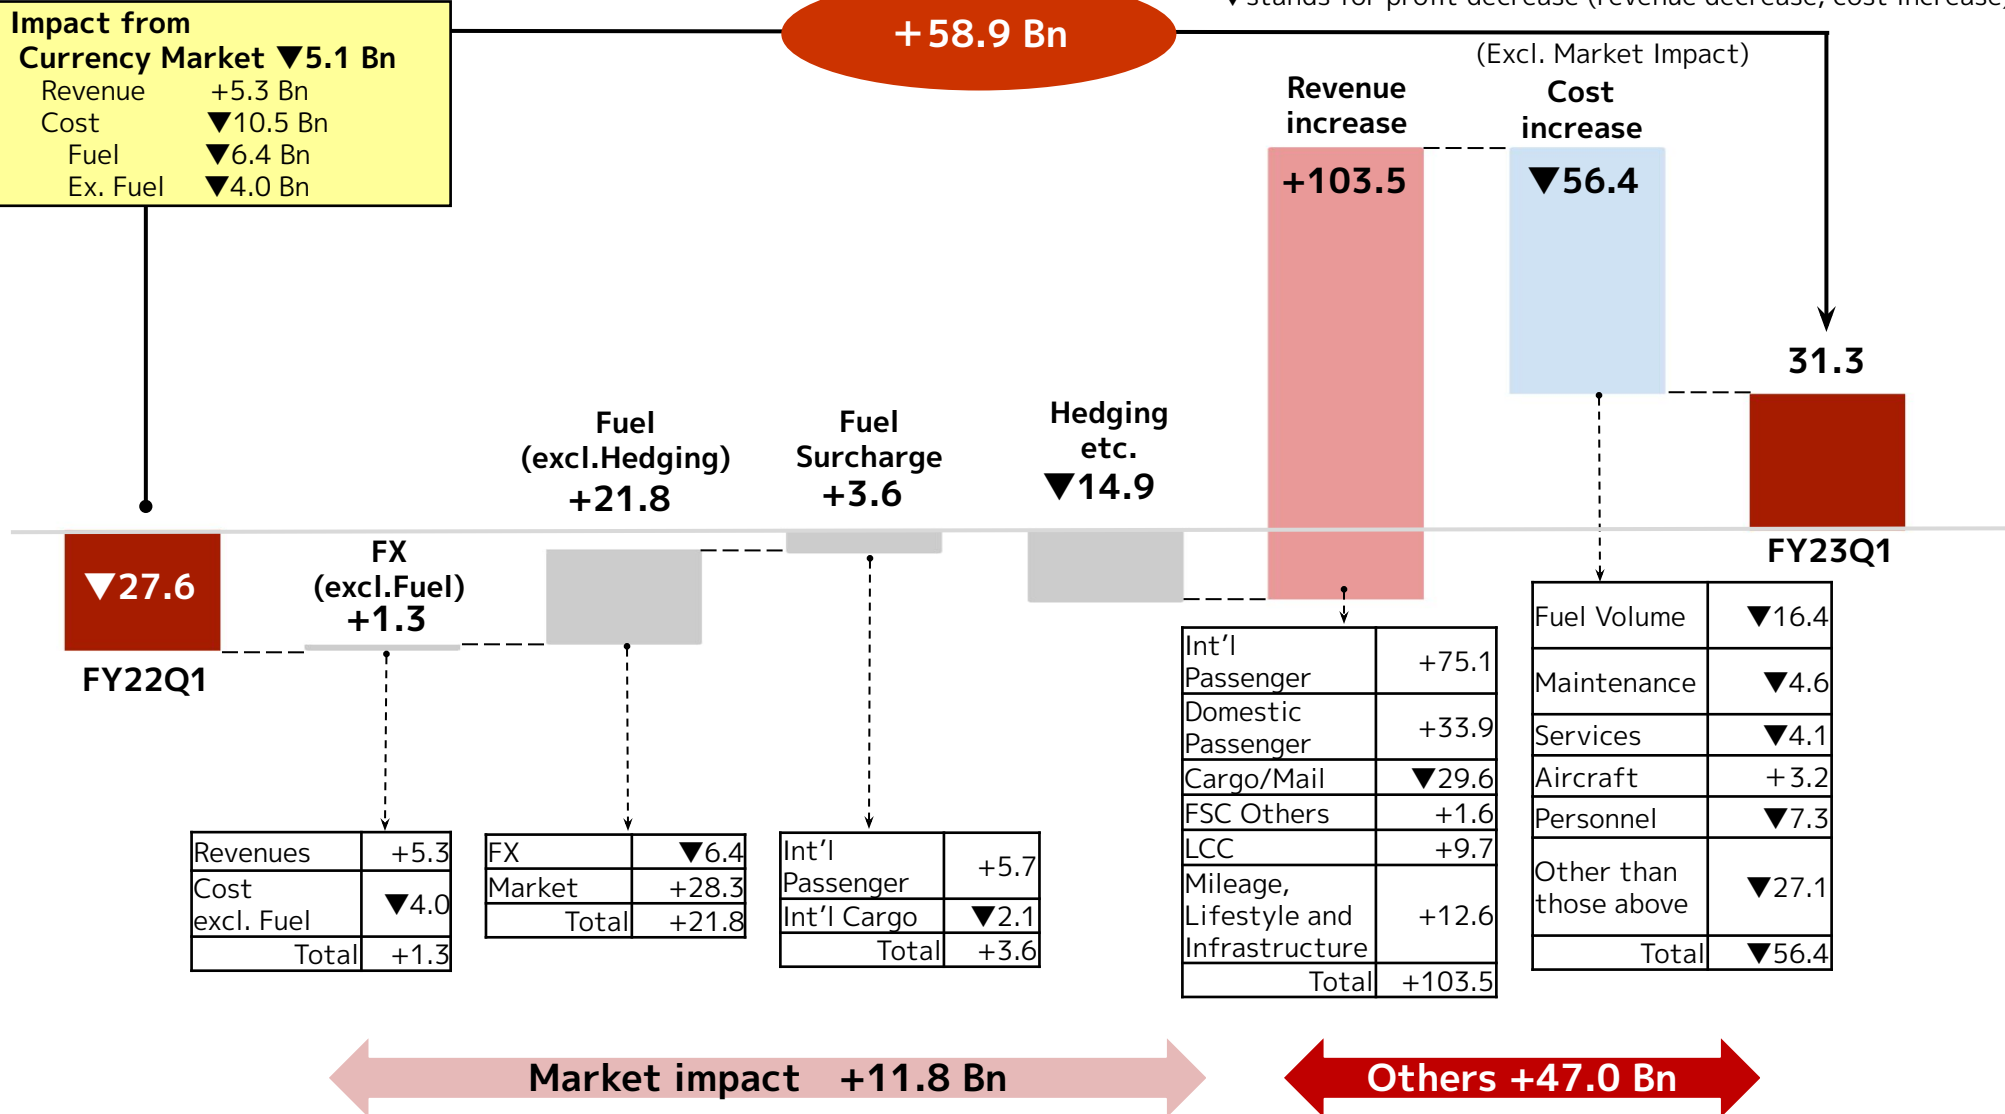 ▼stands for profit decrease (revenue decrease, cost increase)
Impact from
Currency Market ▼5.1 Bn
Revenue +5.3 Bn
Cost ▼10.5 Bn
Fuel ▼6.4 Bn
Ex. Fuel ▼4.0 Bn
+58.9 Bn
(Excl. Market Impact)
Revenue
increase
+103.5
Cost
increase
▼56.4
31.3
FY23Q1
Fuel
(excl.Hedging)
+21.8
Fuel
Surcharge
+3.6
Hedging
etc.
▼14.9
▼27.6
FY22Q1
FX
(excl.Fuel)
+1.3
Revenues +5.3
Cost
excl. Fuel ▼4.0
Total +1.3
FX ▼6.4
Market +28.3
Total +21.8
Int’l
Passenger +5.7
Int’l Cargo ▼2.1
Total +3.6
Int’l
Passenger +75.1
Domestic
Passenger +33.9
Cargo/Mail ▼29.6
FSC Others +1.6
LCC +9.7
Mileage,
Lifestyle and
Infrastructure +12.6
Total +103.5
Fuel Volume ▼16.4
Maintenance ▼4.6
Services ▼4.1
Aircraft +3.2
Personnel ▼7.3
Other than
those above ▼27.1
Total ▼56.4
Market impact +11.8 Bn
Others +47.0 Bn